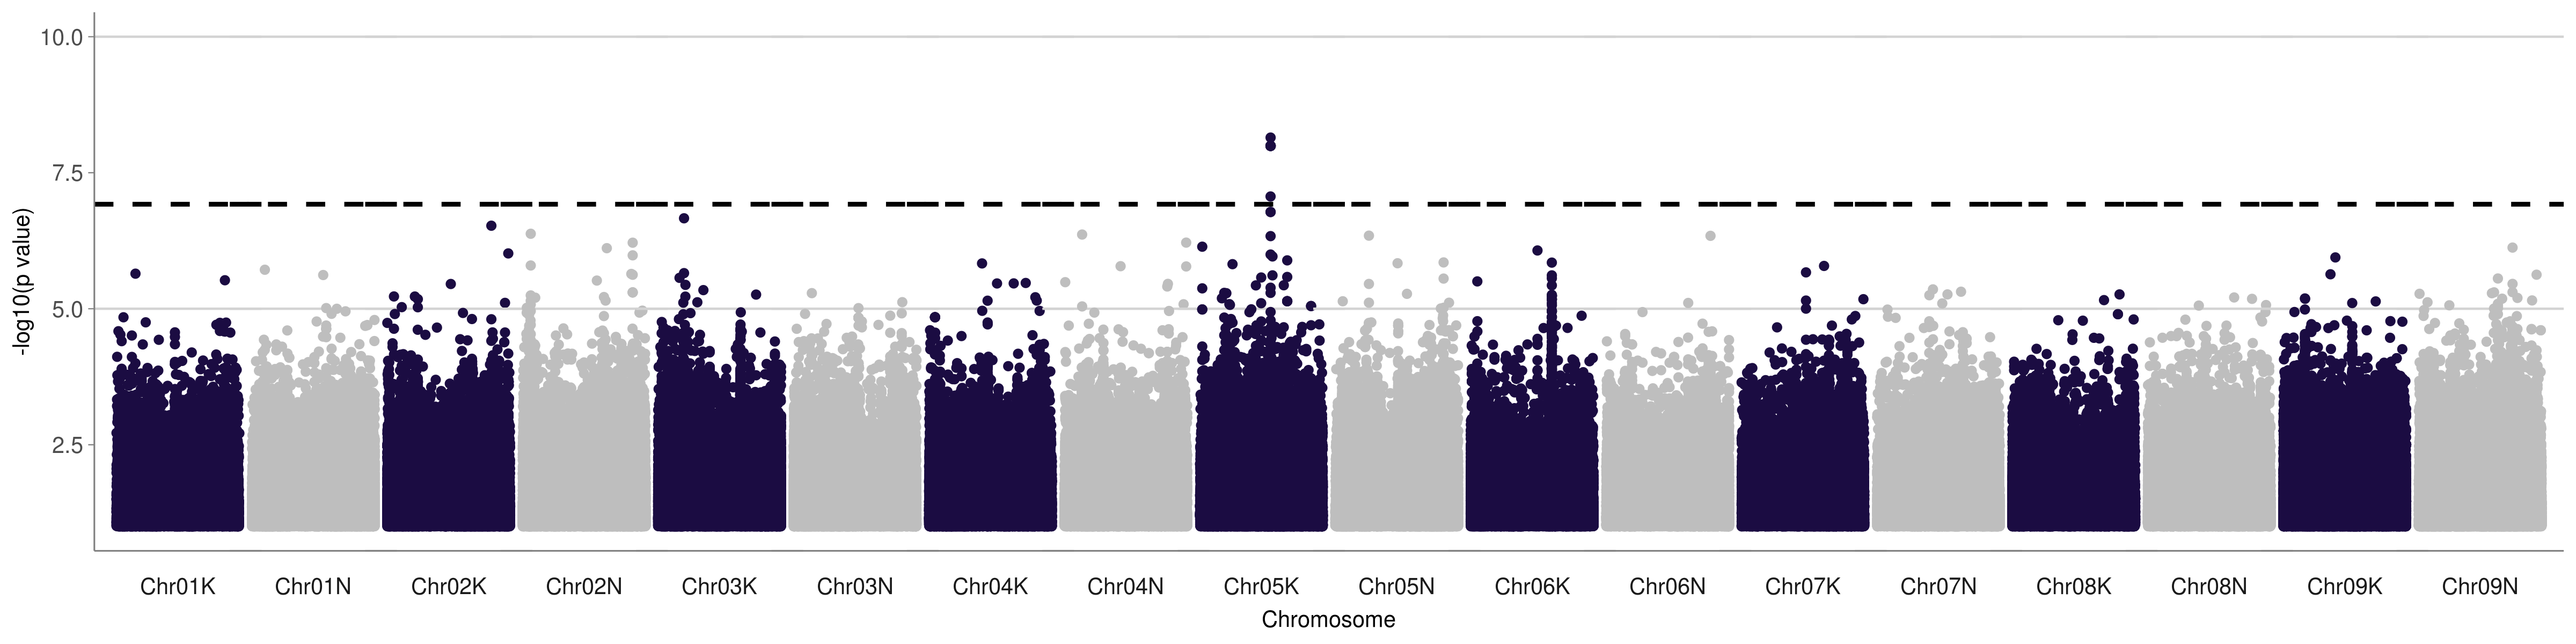 10.0
7.5
5.0
2.5
-log10(p value)
Chr01K Chr01N Chr02K Chr02N Chr03K Chr03N Chr04K Chr04N Chr05K Chr05N Chr06K Chr06N Chr07K Chr07N Chr08K Chr08N Chr09K Chr09N
Chromosome